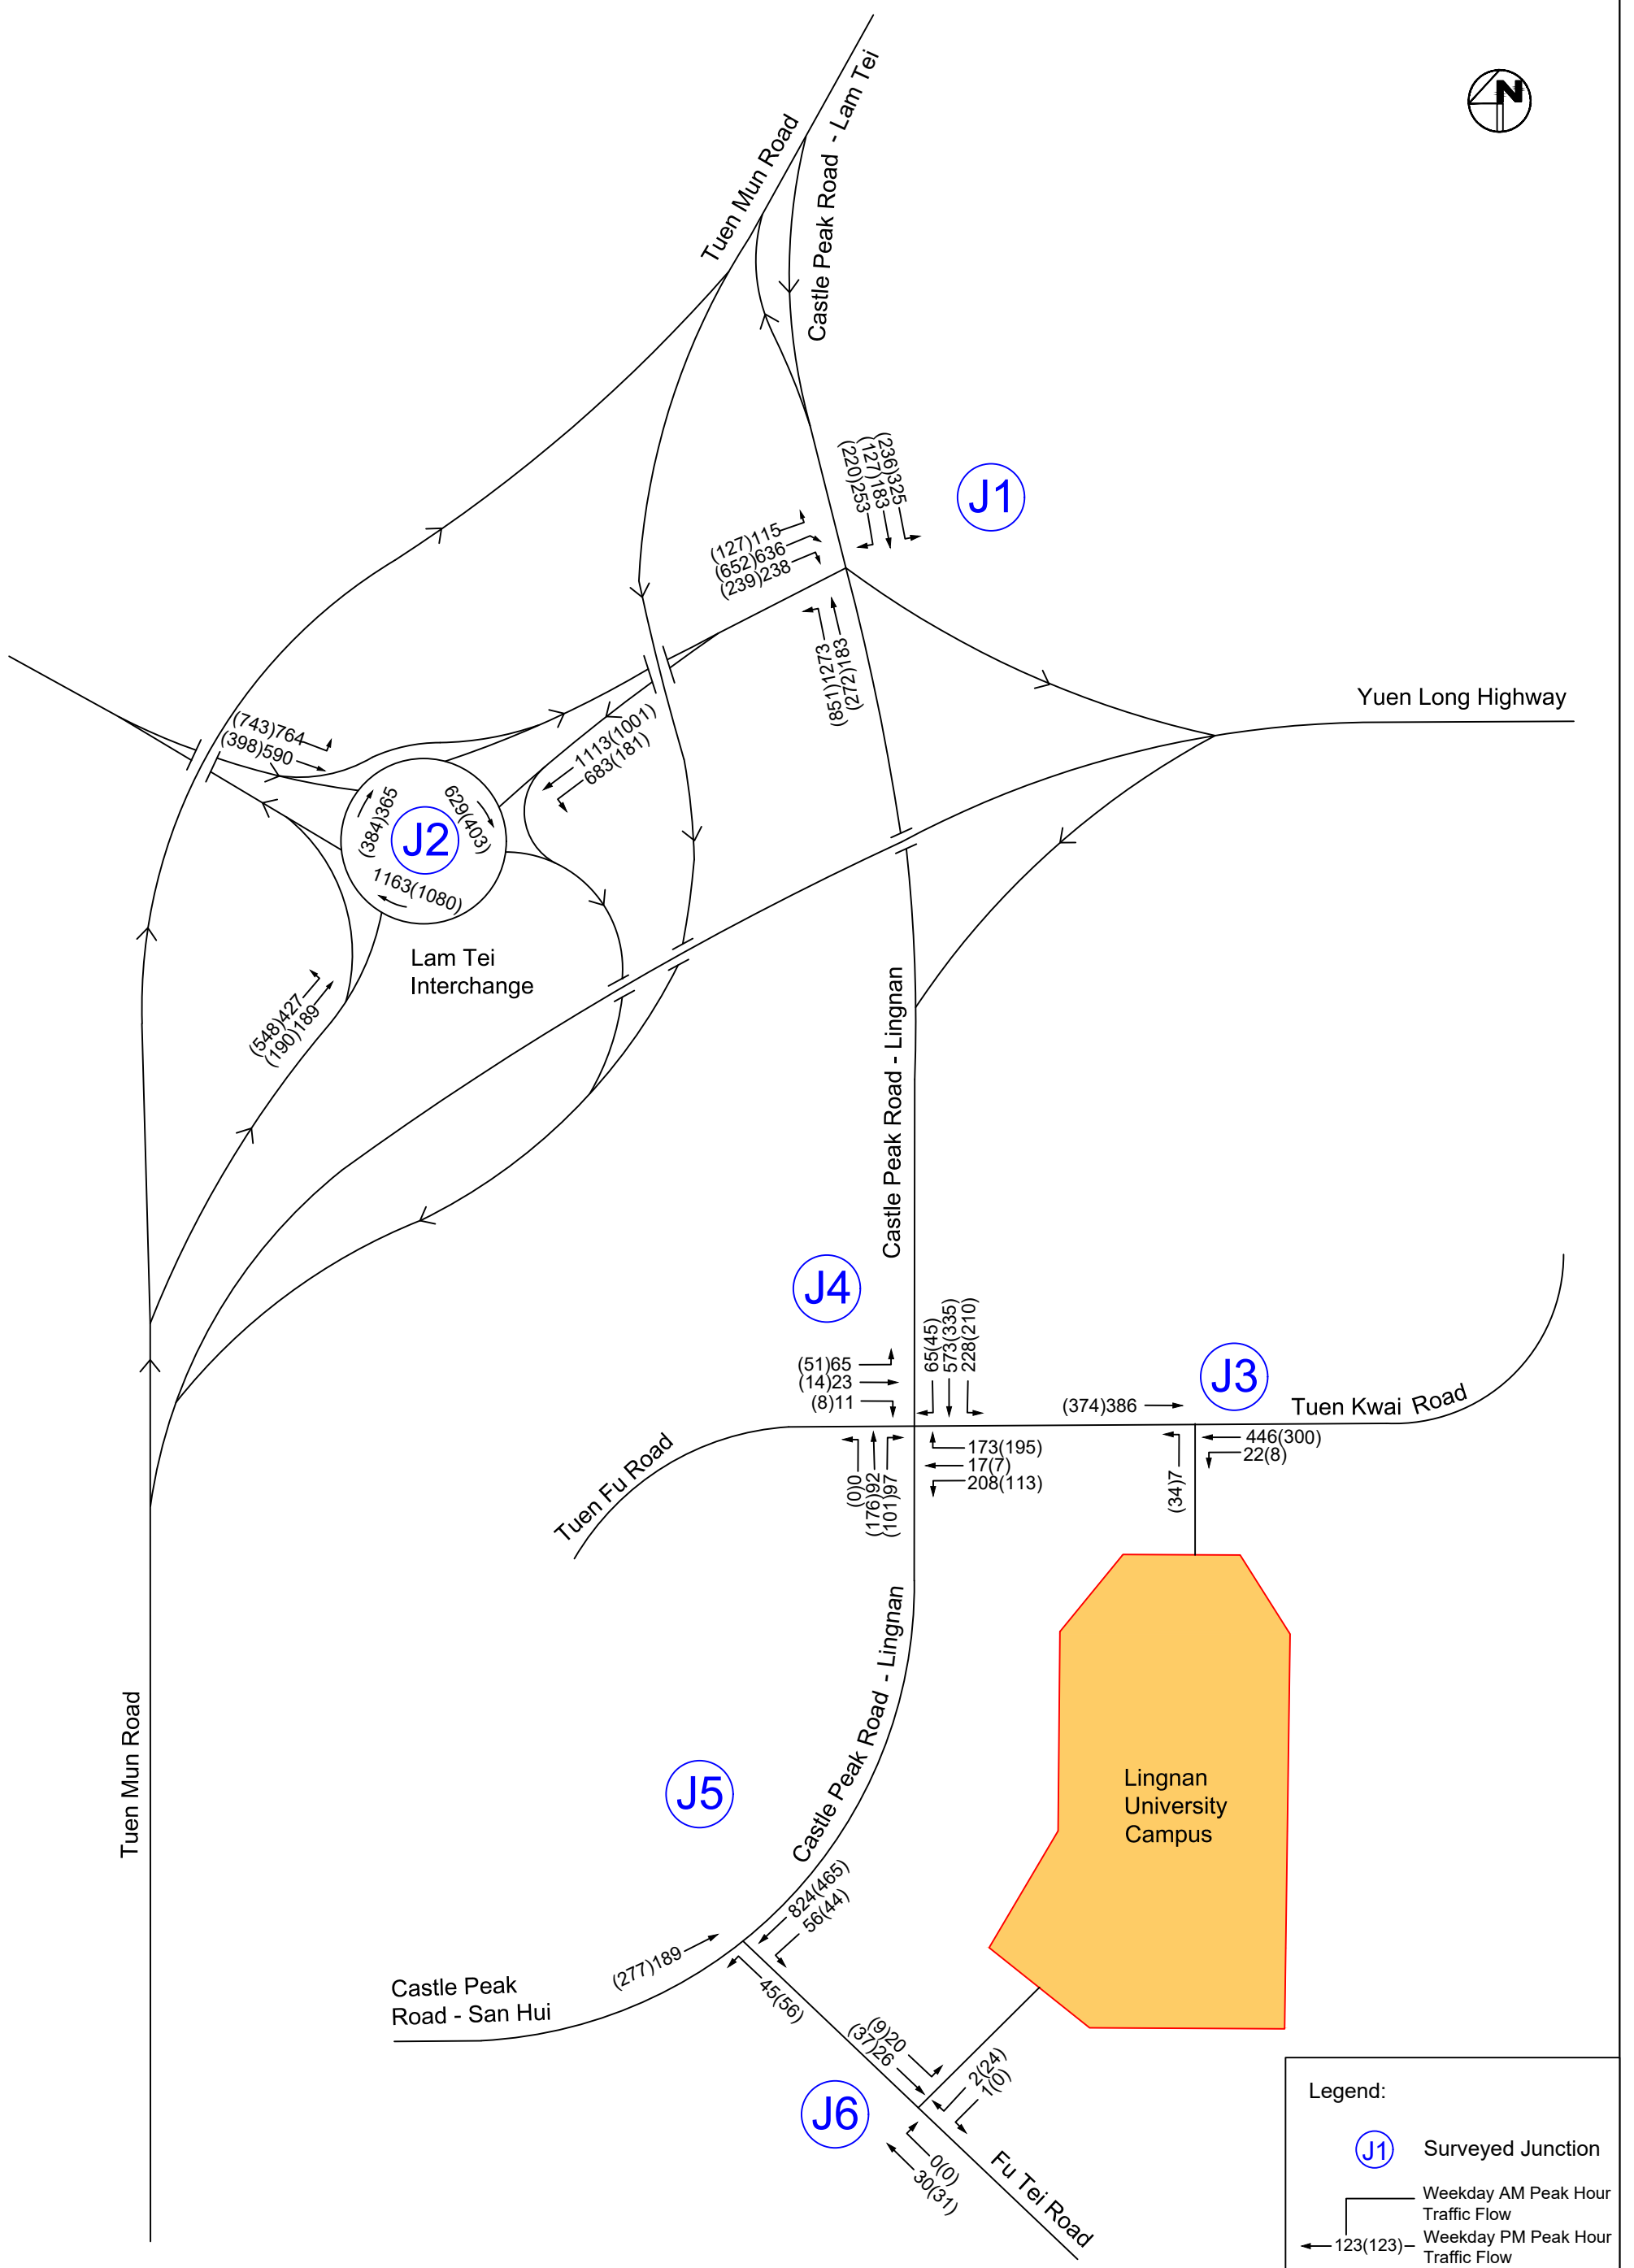 N
Tuen Mun Road
Castle Peak Road - Lam Tei
J1
(236)325
(127)183
(220)253
(127)115
(652)636
(239)238
(851)1273
(272)183
Yuen Long Highway
(743)764
(398)590
1113(1001)
683(181)
J2
(384)365
629(403)
1163(1080)
Lam Tei
Interchange
(548)427
(190)189
Castle Peak Road - Lingnan
J4
65(45)
573(335)
228(210)
(51)65
(14)23
(8)11
J3
(374)386
Tuen Kwai Road
446(300)
22(8)
(34)7
173(195)
17(7)
208(113)
(0)0
(176)92
(101)97
Tuen Fu Road
Castle Peak Road - Lingnan
Tuen Mun Road
J5
Lingnan
University
Campus
824(465)
56(44)
(277)189
45(56)
Castle Peak
Road - San Hui
(9)20
(37)26
2(24)
1(0)
J6
0(0)
30(31)
Fu Tei Road
Legend:
J1 Surveyed Junction
Weekday AM Peak Hour
Traffic Flow
123(123)
Weekday PM Peak Hour
Traffic Flow